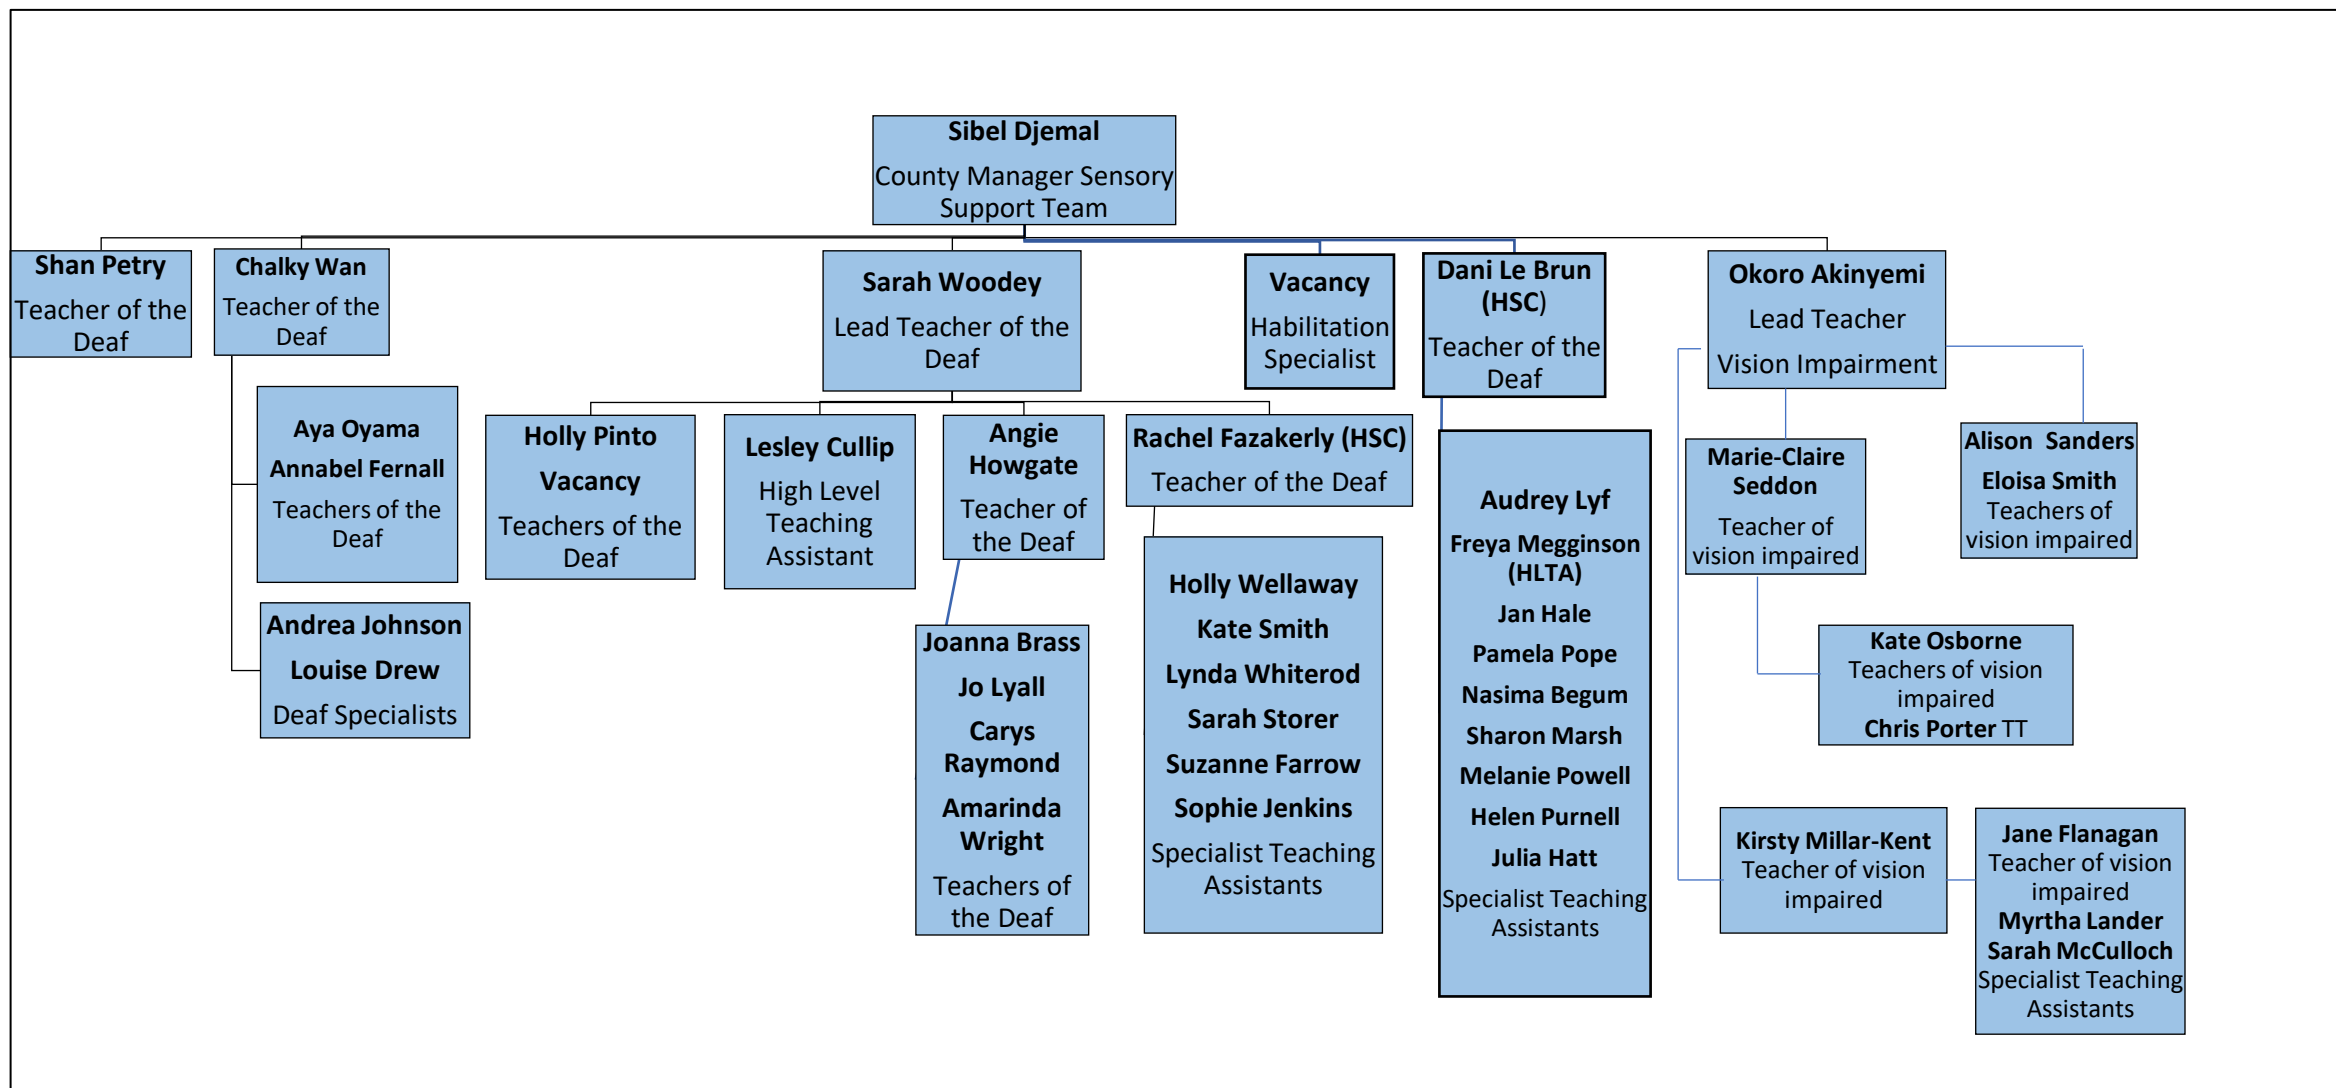 Sibel Djemal
County Manager Sensory
Support Team
Shan Petry
Teacher of the
Deaf
Chalky Wan
Teacher of the
Deaf
Sarah Woodey
Lead Teacher of the
Deaf
Vacancy
Habilitation
Specialist
Dani Le Brun
(HSC)
Teacher of the
Deaf
Okoro Akinyemi
Lead Teacher
Vision Impairment
Aya Oyama
Annabel Fernall
Teachers of the
Deaf
Andrea Johnson
Louise Drew
Deaf Specialists
Holly Pinto
Vacancy
Teachers of the
Deaf
Lesley Cullip
High Level
Teaching
Assistant
Angie
Howgate
Teacher of
the Deaf
Rachel Fazakerly (HSC)
Teacher of the Deaf
Joanna Brass
Jo Lyall
Carys
Raymond
Amarinda
Wright
Teachers of
the Deaf
Holly Wellaway
Kate Smith
Lynda Whiterod
Sarah Storer
Suzanne Farrow
Sophie Jenkins
Specialist Teaching
Assistants
Audrey Lyf
Freya Megginson
(HLTA)
Jan Hale
Pamela Pope
Nasima Begum
Sharon Marsh
Melanie Powell
Helen Purnell
Julia Hatt
Specialist Teaching
Assistants
Marie-Claire
Seddon
Teacher of
vision impaired
Alison Sanders
Eloisa Smith
Teachers of
vision impaired
Kate Osborne
Teachers of vision
impaired
Chris Porter TT
Kirsty Millar-Kent
Teacher of vision
impaired
Jane Flanagan
Teacher of vision
impaired
Myrtha Lander
Sarah McCulloch
Specialist Teaching
Assistants